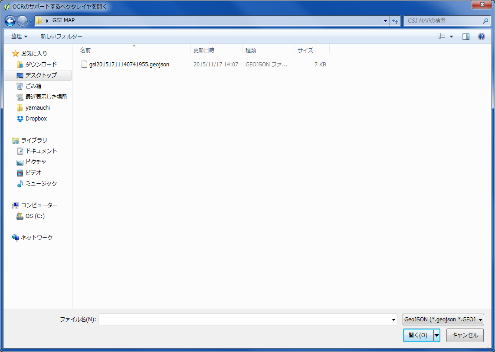 OGRのサポートするベクタレイヤを開く
GSI MAP
GSI MAPの検索
整理
新しいフォルダー
名前
更新日時
種類
サイズ
gsi20151117140741955.geojson
2015/11/17 14:07
GEOJSON ファ...
7 KB
お気に入り
ダウンロード
デスクトップ
ごみ箱
最近表示した場所
yamauchi
Dropbox
ライブラリ
ドキュメント
ピクチャ
ビデオ
ミュージック
コンピューター
OS (C:)
ネットワーク
ファイル名(N):
GeoJSON (*.geojson *.GEOJ
開く(O)
キャンセル